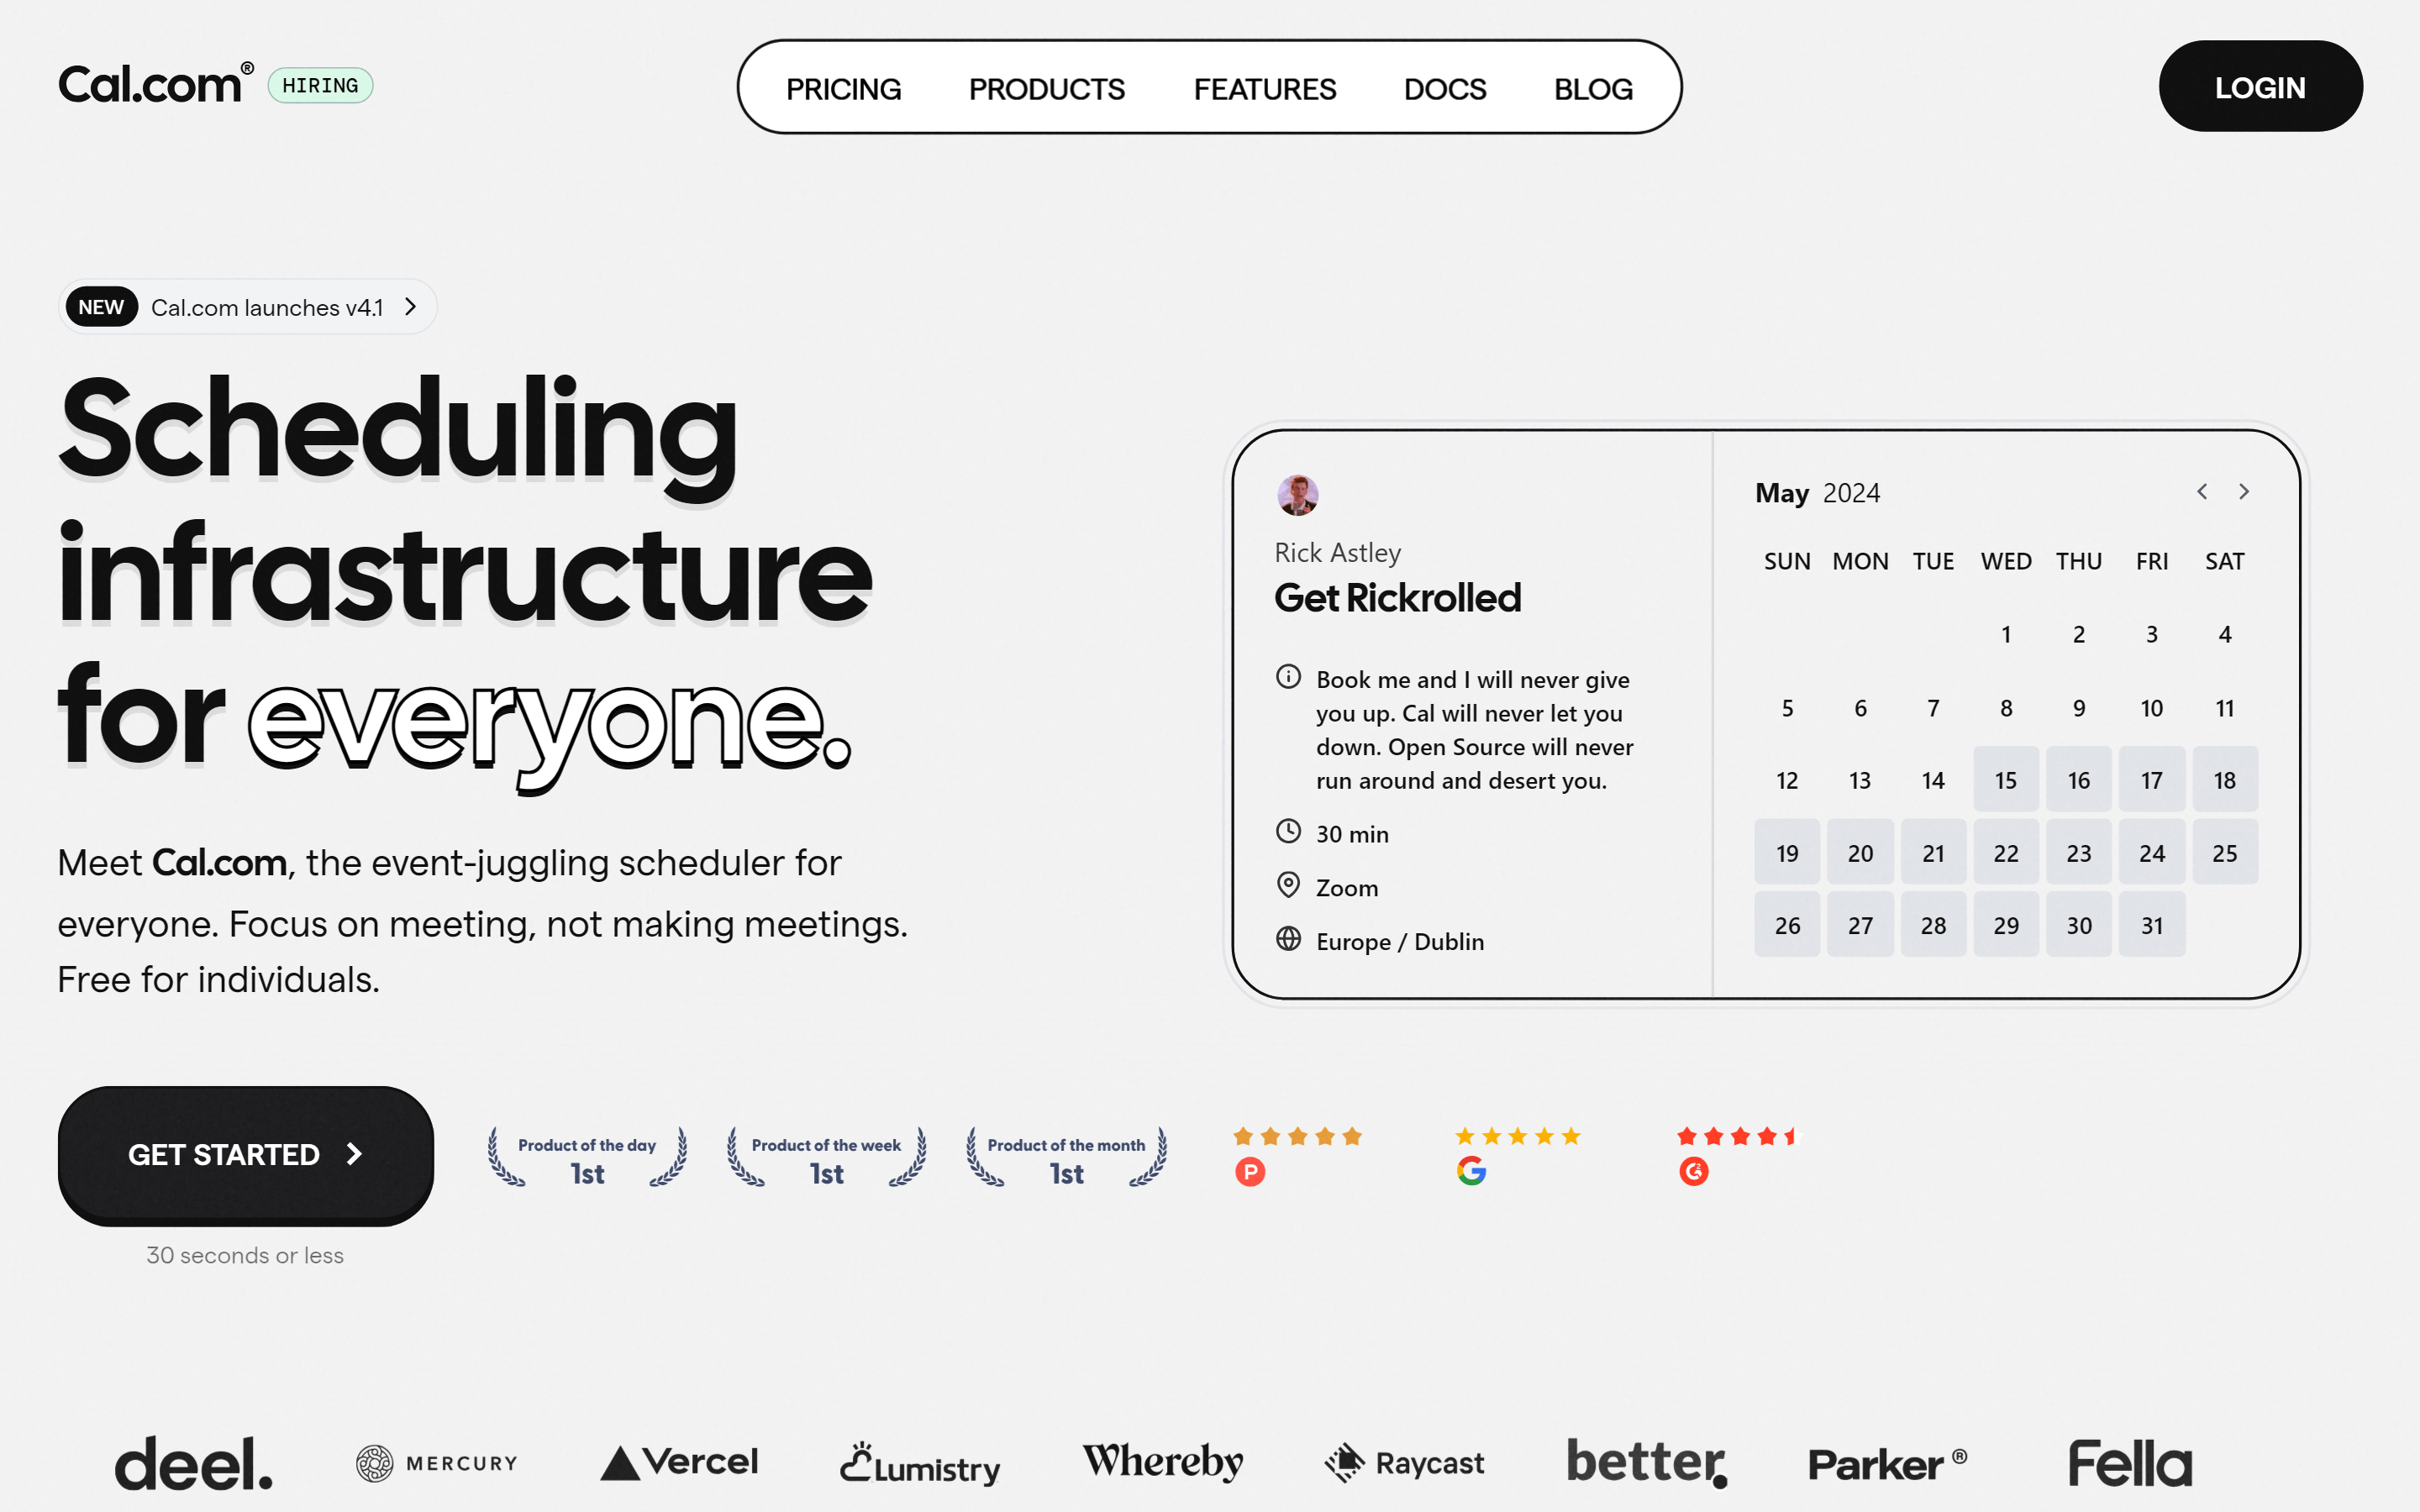 Cal.com® HIRING
PRICING PRODUCTS FEATURES DOCS BLOG
LOGIN
NEW Cal.com launches v4.1
Scheduling
infrastructure
for everyone.
Meet Cal.com, the event-juggling scheduler for
everyone. Focus on meeting, not making meetings.
Free for individuals.
Rick Astley
Get Rickrolled
Book me and I will never give
you up. Cal will never let you
down. Open Source will never
run around and desert you.
30 min
Zoom
Europe / Dublin
May 2024
SUN MON TUE WED THU FRI SAT
1 2 3 4
5 6 7 8 9 10 11
12 13 14 15 16 17 18
19 20 21 22 23 24 25
26 27 28 29 30 31
GET STARTED
30 seconds or less
Product of the day
1st
Product of the week
1st
Product of the month
1st
P
G
G2
deel. MERCURY Vercel Lumistry Whereby Raycast better. Parker® Fella